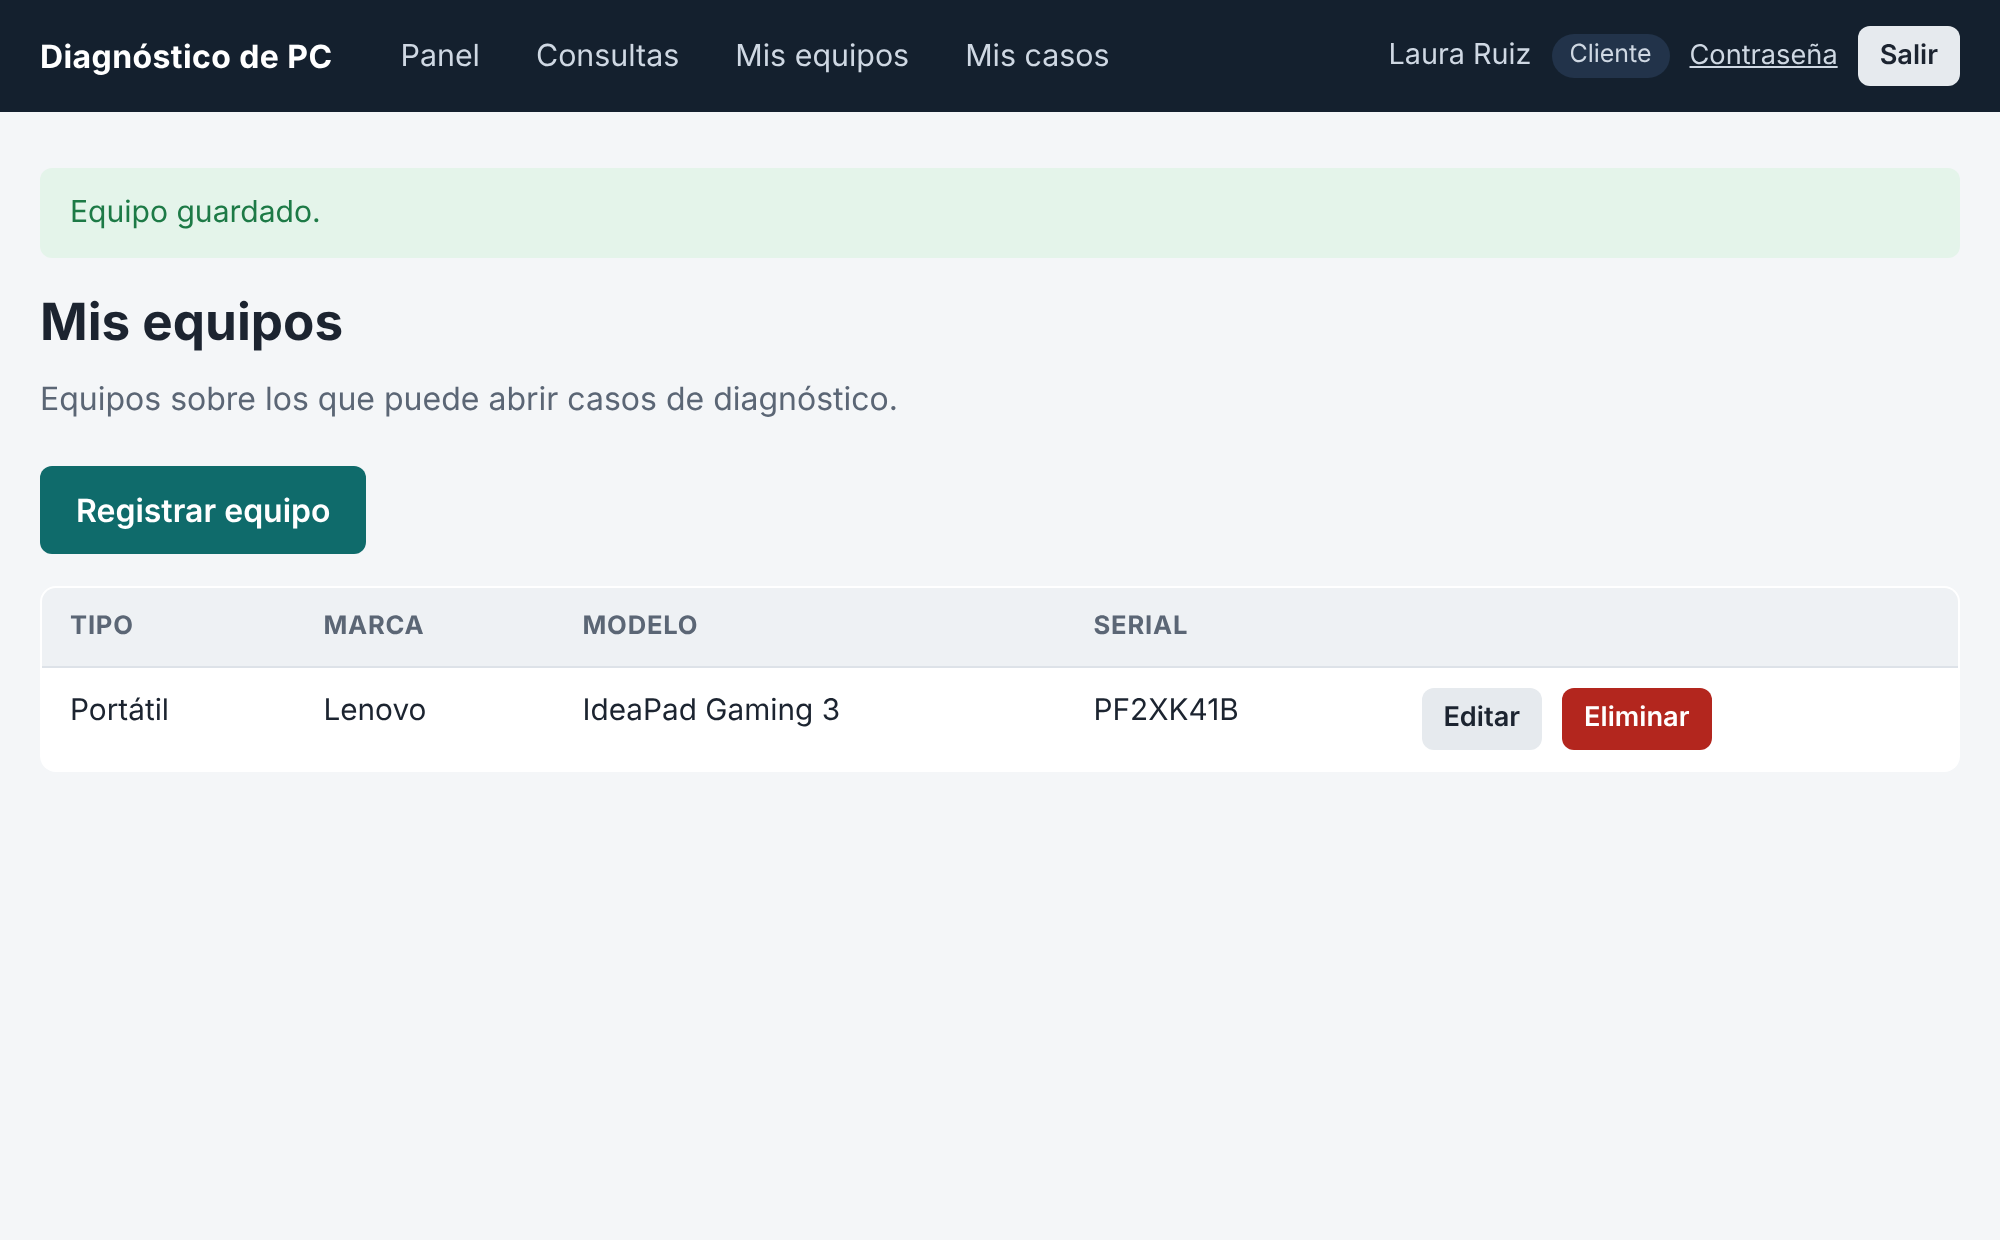 Diagnóstico de PC Panel Consultas Mis equipos Mis casos Laura Ruiz Cliente Contraseña Salir
Equipo guardado.
Mis equipos
Equipos sobre los que puede abrir casos de diagnóstico.
Registrar equipo
TIPO MARCA MODELO SERIAL
Portátil Lenovo IdeaPad Gaming 3 PF2XK41B Editar Eliminar